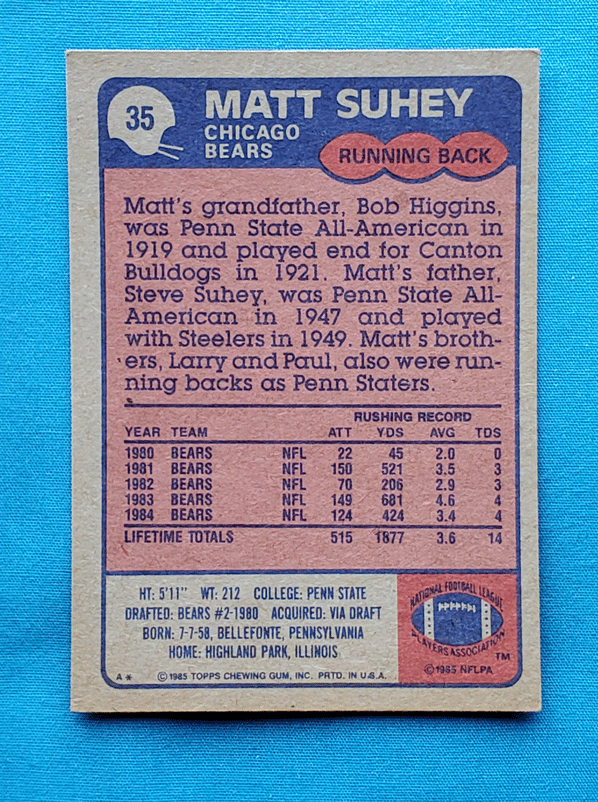 35
MATT SUHEY
CHICAGO
BEARS
RUNNING BACK
Matt's grandfather, Bob Higgins,
was Penn State All-American in
1919 and played end for Canton
Bulldogs in 1921. Matt's father,
Steve Suhey, was Penn State All-
American in 1947 and played
with Steelers in 1949. Matt's broth-
ers, Larry and Paul, also were run-
ning backs as Penn Staters.
RUSHING RECORD
YEAR TEAM ATT YDS AVG TDS
1980 BEARS NFL 22 45 2.0 0
1981 BEARS NFL 150 521 3.5 3
1982 BEARS NFL 70 206 2.9 3
1983 BEARS NFL 149 681 4.6 4
1984 BEARS NFL 124 424 3.4 4
LIFETIME TOTALS 515 1877 3.6 14
HT: 5'11" WT: 212 COLLEGE: PENN STATE
DRAFTED: BEARS #2-1980 ACQUIRED: VIA DRAFT
BORN: 7-7-58, BELLEFONTE, PENNSYLVANIA
HOME: HIGHLAND PARK, ILLINOIS
NATIONAL FOOTBALL LEAGUE
PLAYERS ASSOCIATION
TM
© 1985 NFLPA
A * © 1985 TOPPS CHEWING GUM, INC. PRTD. IN U.S.A.